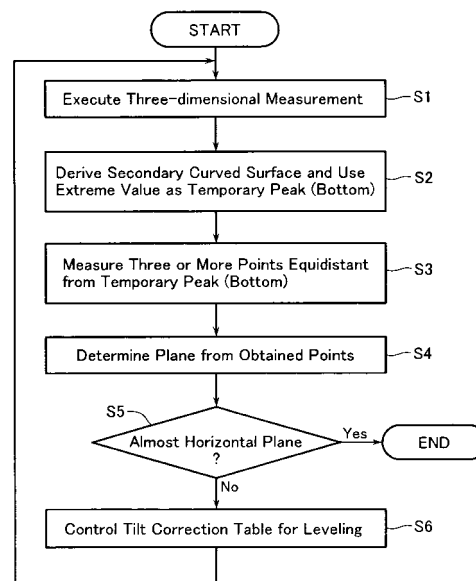 START
Execute Three-dimensional Measurement
S1
Derive Secondary Curved Surface and Use
Extreme Value as Temporary Peak (Bottom)
S2
Measure Three or More Points Equidistant
from Temporary Peak (Bottom)
S3
Determine Plane from Obtained Points
S4
S5
Almost Horizontal Plane
?
Yes
END
No
Control Tilt Correction Table for Leveling
S6